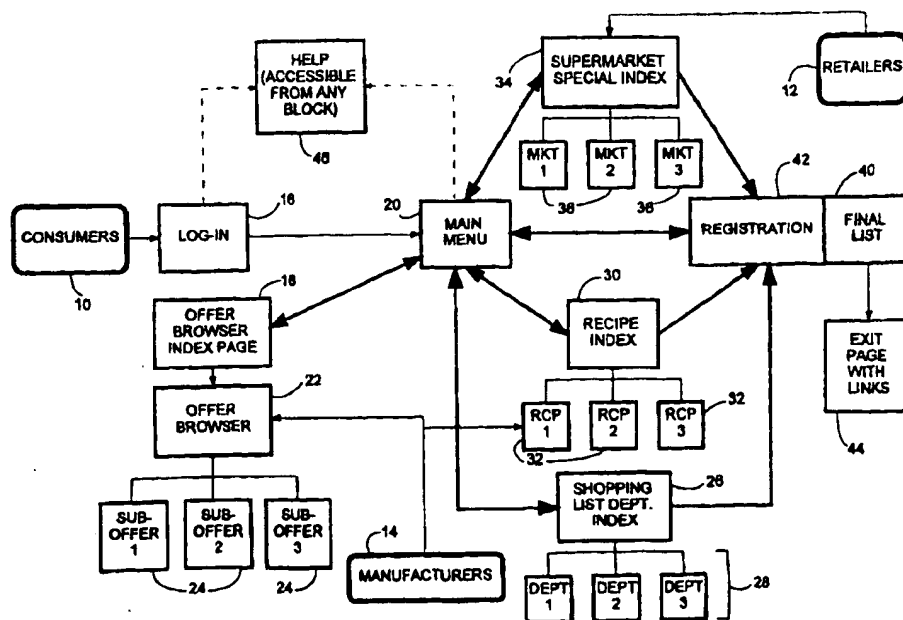 HELP
(ACCESSIBLE
FROM ANY
BLOCK)
46
SUPERMARKET
SPECIAL INDEX
34
RETAILERS
12
MKT
1
MKT
2
MKT
3
36
36
CONSUMERS
10
LOG-IN
16
20
MAIN
MENU
42
REGISTRATION
40
FINAL
LIST
18
OFFER
BROWSER
INDEX PAGE
30
RECIPE
INDEX
EXIT
PAGE
WITH
LINKS
44
22
OFFER
BROWSER
RCP
1
RCP
2
RCP
3
32
32
26
SHOPPING
LIST DEPT.
INDEX
SUB-
OFFER
1
SUB-
OFFER
2
SUB-
OFFER
3
24
24
14
MANUFACTURERS
DEPT
1
DEPT
2
DEPT
3
28